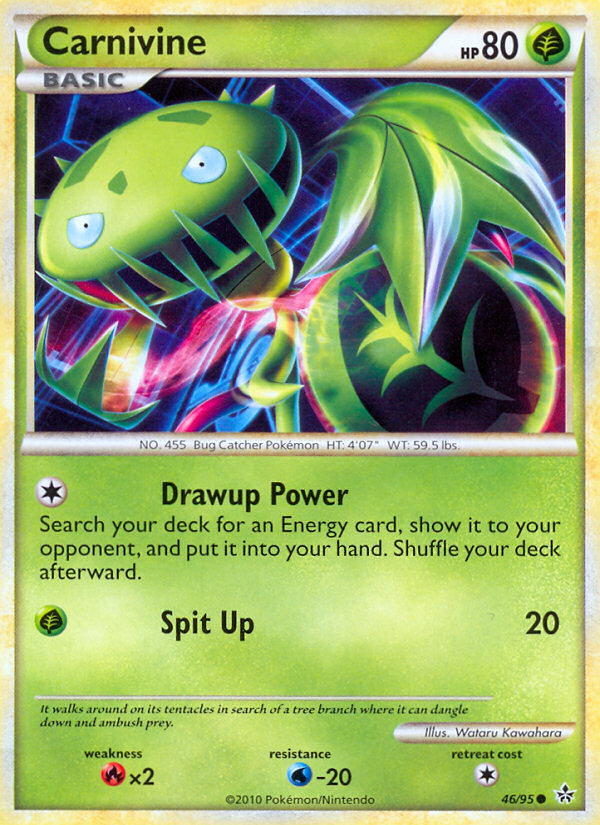 Carnivine
HP 80
BASIC
NO. 455 Bug Catcher Pokémon HT: 4'07" WT: 59.5 lbs.
Drawup Power
Search your deck for an Energy card, show it to your
opponent, and put it into your hand. Shuffle your deck
afterward.
Spit Up 20
It walks around on its tentacles in search of a tree branch where it can dangle
down and ambush prey.
Illus. Wataru Kawahara
weakness resistance retreat cost
×2 -20
©2010 Pokémon/Nintendo 46/95